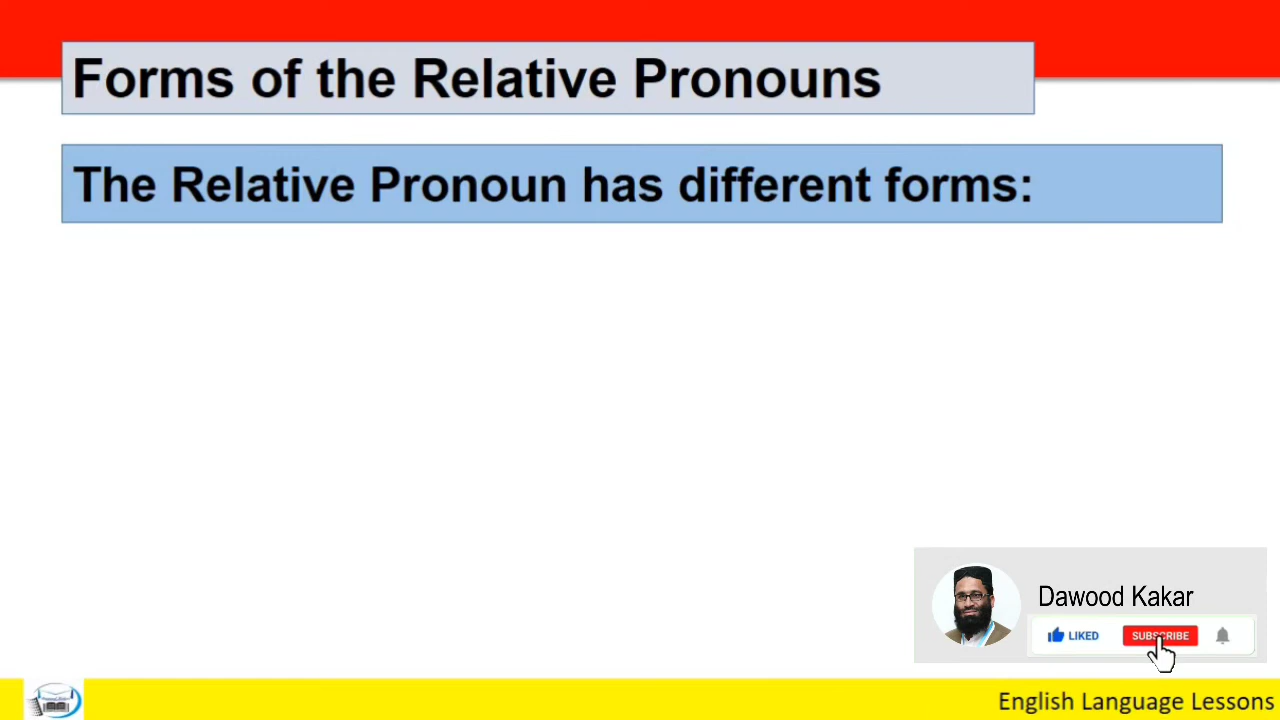 Forms of the Relative Pronouns
The Relative Pronoun has different forms:
Dawood Kakar
LIKED
SUBSCRIBE
English Language Lessons